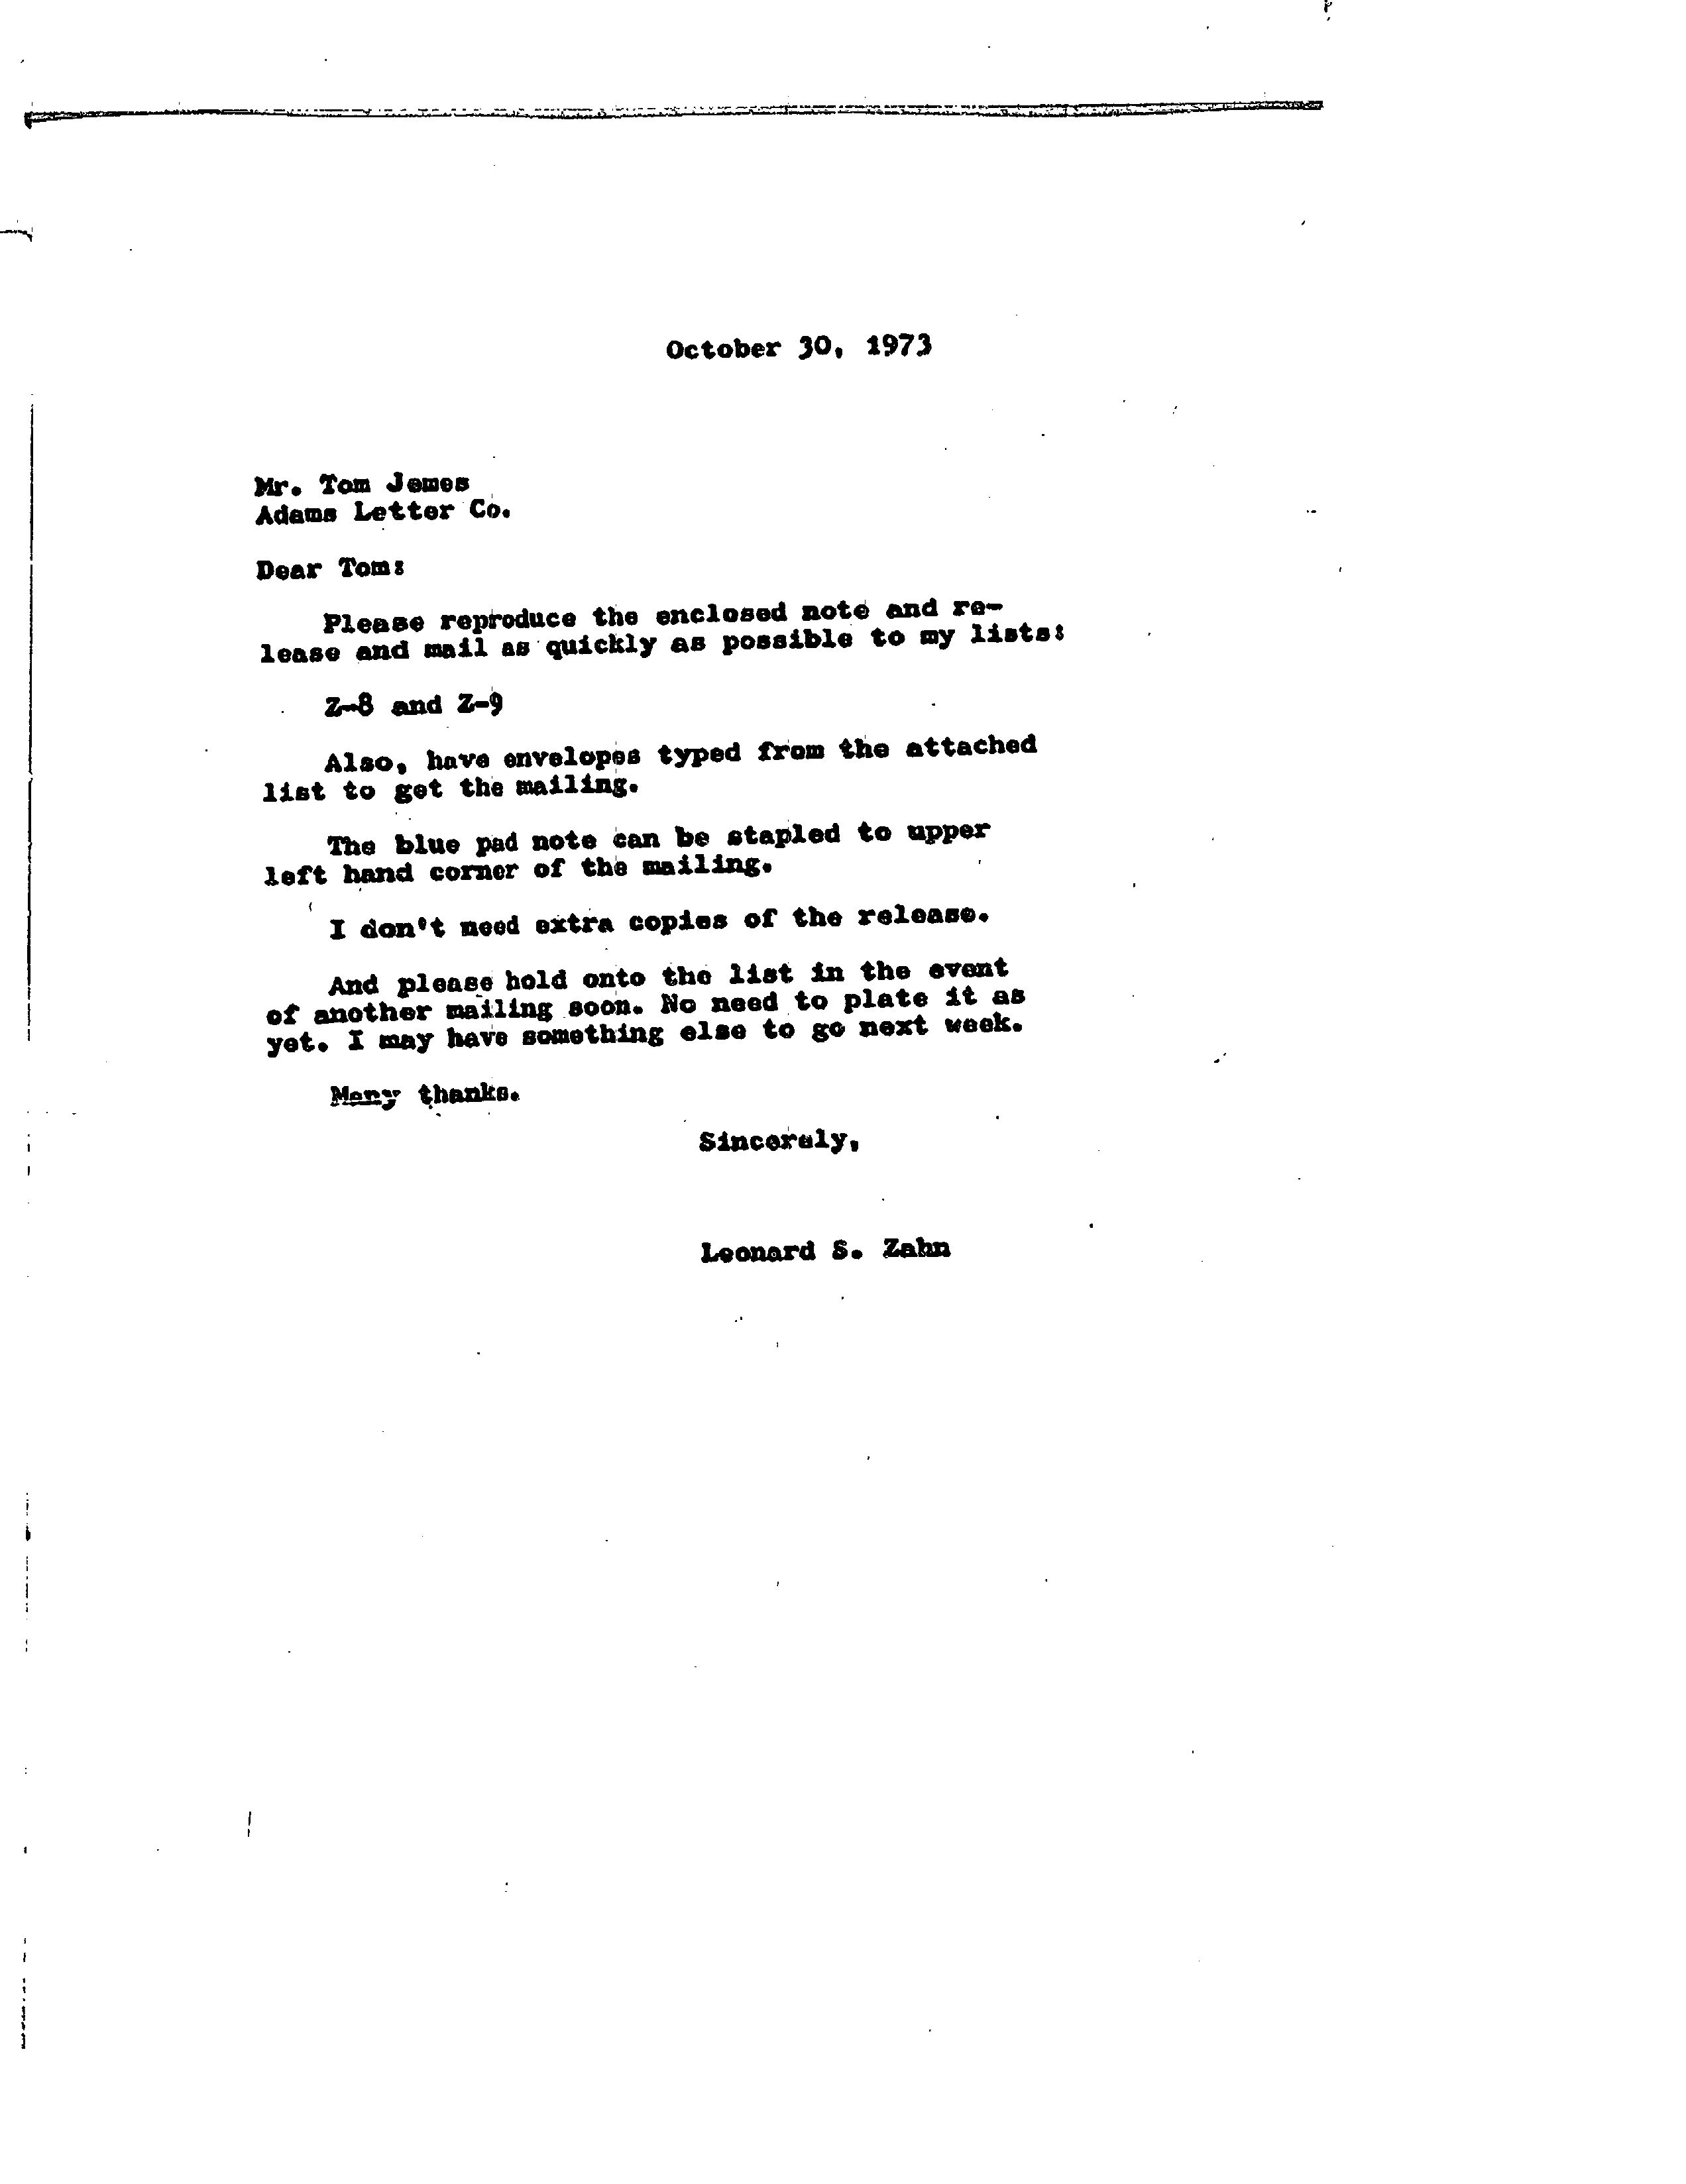 October 30, 1973
Mr. Tom James
Adams Letter Co.
Dear Tom:
Please reproduce the enclosed note and re-
lease and mail as quickly as possible to my lists:
Z-8 and Z-9
Also, have envelopes typed from the attached
list to get the mailing.
The blue pad note can be stapled to upper
left hand corner of the mailing.
I don't need extra copies of the release.
And please hold onto the list in the event
of another mailing soon. No need to plate it as
yet. I may have something else to go next week.
Many thanks.
Sincerely,
Leonard S. Zahn